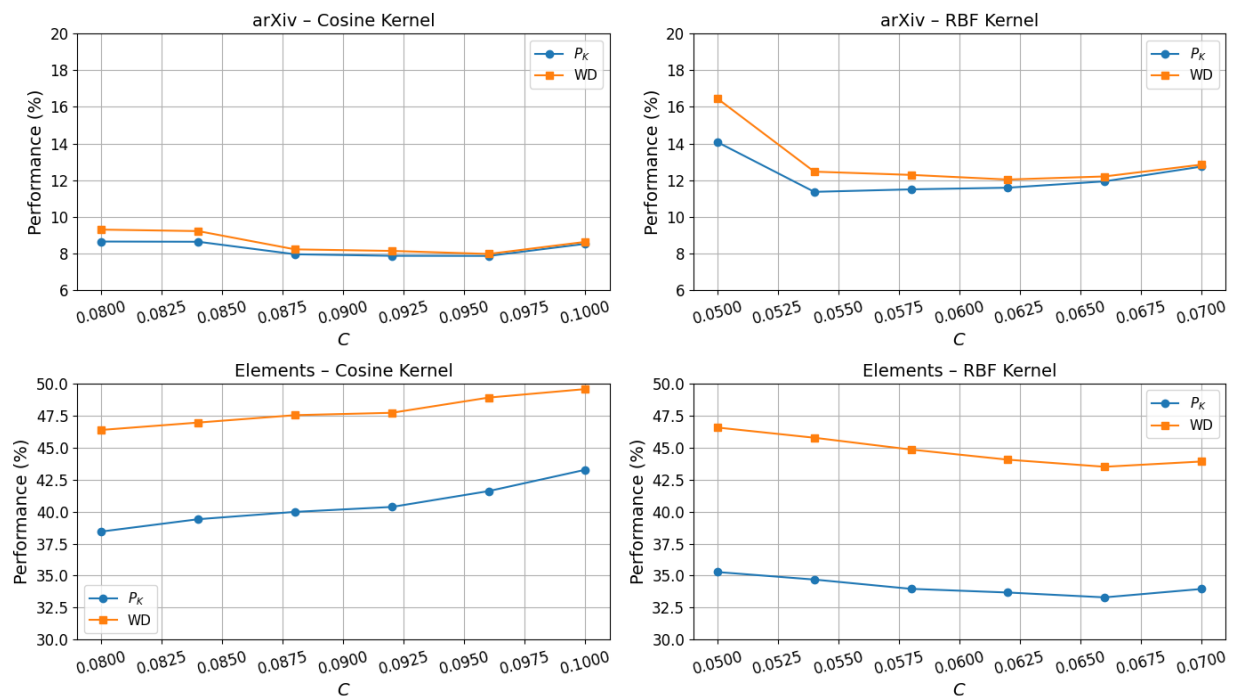 arXiv – Cosine Kernel
20
18
16
14
12
10
8
6
Performance (%)
P_K
WD
0.0800 0.0825 0.0850 0.0875 0.0900 0.0925 0.0950 0.0975 0.1000
C
arXiv – RBF Kernel
20
18
16
14
12
10
8
6
Performance (%)
P_K
WD
0.0500 0.0525 0.0550 0.0575 0.0600 0.0625 0.0650 0.0675 0.0700
C
Elements – Cosine Kernel
50.0
47.5
45.0
42.5
40.0
37.5
35.0
32.5
30.0
Performance (%)
P_K
WD
0.0800 0.0825 0.0850 0.0875 0.0900 0.0925 0.0950 0.0975 0.1000
C
Elements – RBF Kernel
50.0
47.5
45.0
42.5
40.0
37.5
35.0
32.5
30.0
Performance (%)
P_K
WD
0.0500 0.0525 0.0550 0.0575 0.0600 0.0625 0.0650 0.0675 0.0700
C